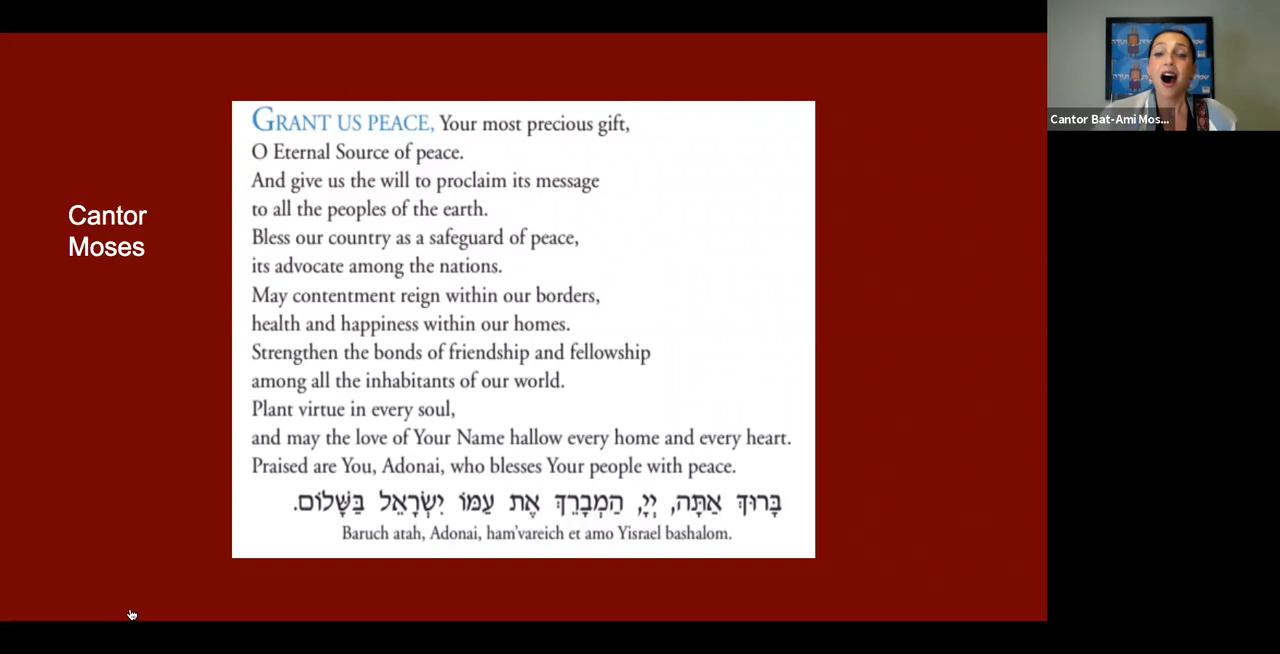 Cantor
Moses
GRANT US PEACE, Your most precious gift,
O Eternal Source of peace.
And give us the will to proclaim its message
to all the peoples of the earth.
Bless our country as a safeguard of peace,
its advocate among the nations.
May contentment reign within our borders,
health and happiness within our homes.
Strengthen the bonds of friendship and fellowship
among all the inhabitants of our world.
Plant virtue in every soul,
and may the love of Your Name hallow every home and every heart.
Praised are You, Adonai, who blesses Your people with peace.
בָּרוּךְ אַתָּה, יְיָ, הַמְבָרֵךְ אֶת עַמּוֹ יִשְׂרָאֵל בַּשָּׁלוֹם.
Baruch atah, Adonai, ham'vareich et amo Yisrael bashalom.
Cantor Bat-Ami Mos...